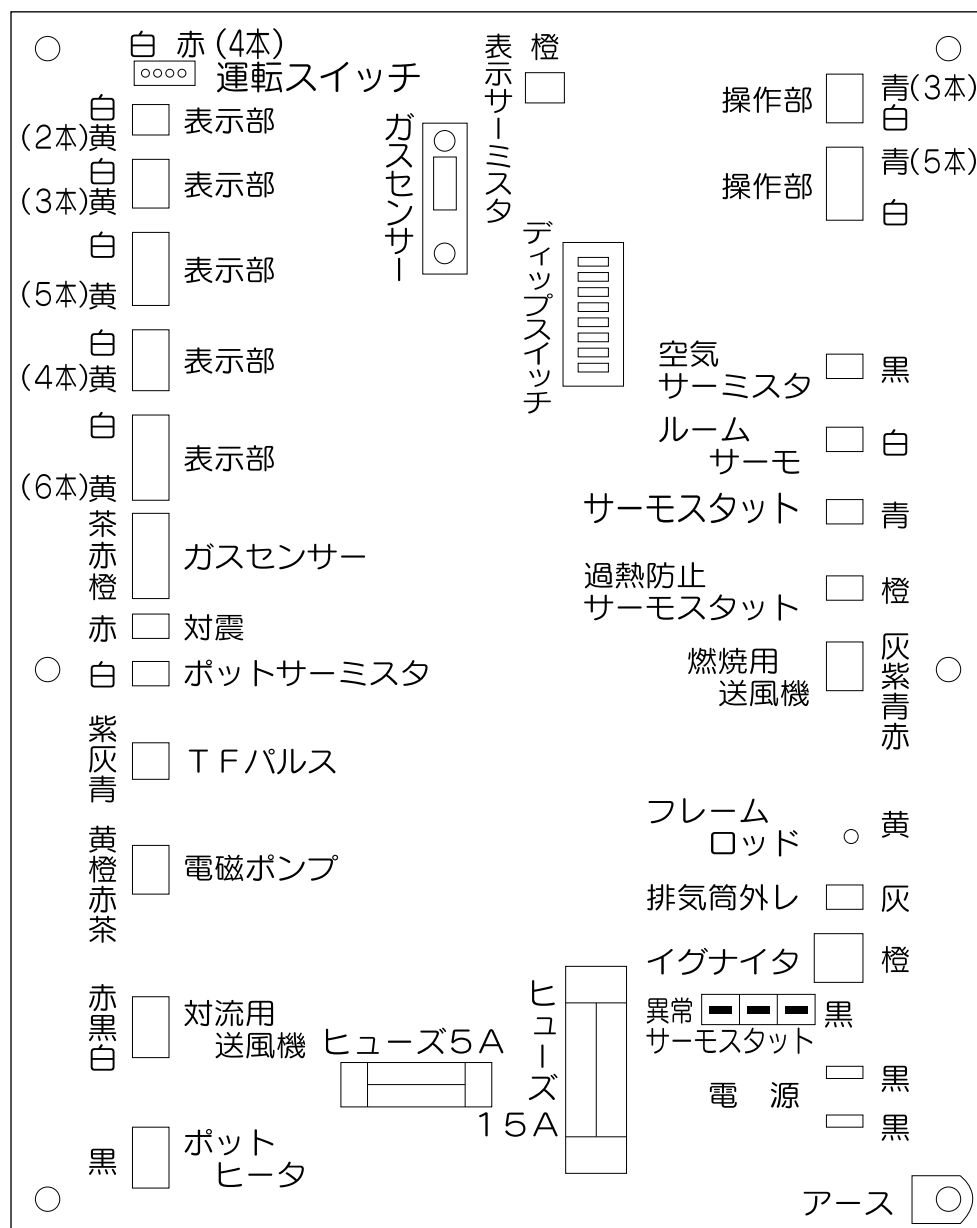 白 赤(4本)
運転スイッチ
白
(2本)黄
表示部
白
(3本)黄
表示部
白
(5本)黄
表示部
白
(4本)黄
表示部
白
(6本)黄
表示部
茶
赤
橙
ガスセンサー
赤
対震
白
ポットサーミスタ
紫
灰
青
TFパルス
黄
橙
赤
茶
電磁ポンプ
赤
黒
白
対流用
送風機
黒
ポット
ヒータ
ガスセンサー
表示サーミスタ
橙
ディップスイッチ
ヒューズ5A
ヒューズ
15A
操作部
青(3本)
白
操作部
青(5本)
白
空気
サーミスタ
黒
ルーム
サーモ
白
サーモスタット
青
過熱防止
サーモスタット
橙
燃焼用
送風機
灰
紫
青
赤
フレーム
ロッド
黄
排気筒外レ
灰
イグナイタ
橙
異常
サーモスタット
黒
電 源
黒
黒
アース